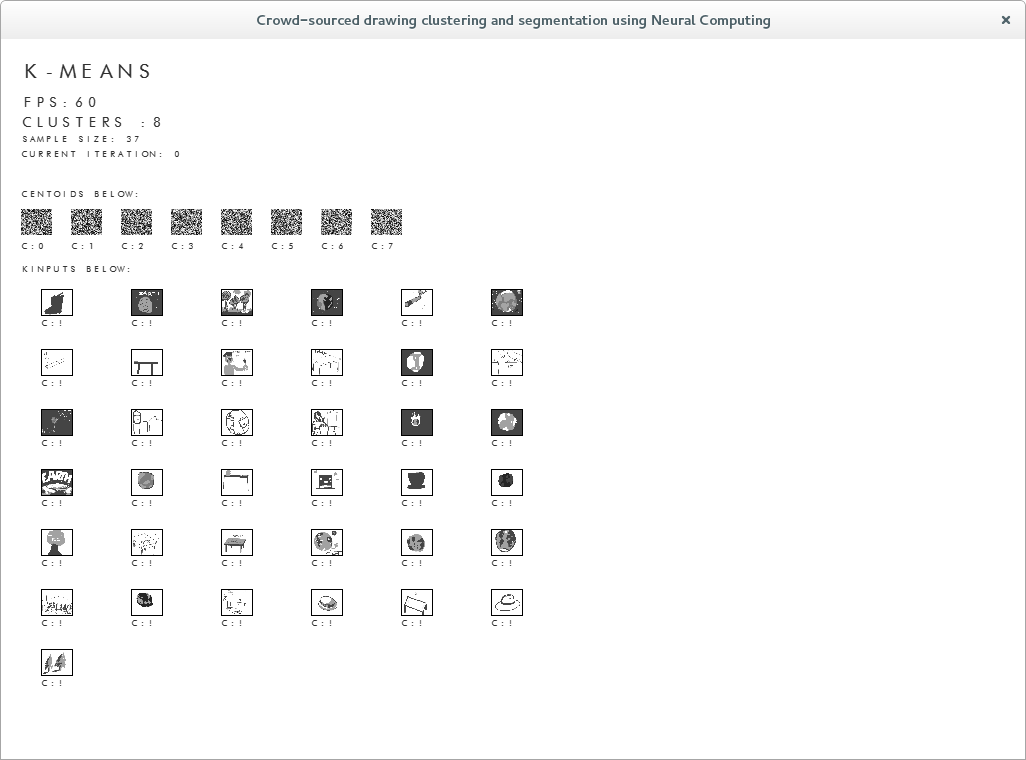 Crowd-sourced drawing clustering and segmentation using Neural Computing ×
K-MEANS
FPS:60
CLUSTERS :8
SAMPLE SIZE: 37
CURRENT ITERATION: 0
CENTOIDS BELOW:
C:0 C:1 C:2 C:3 C:4 C:5 C:6 C:7
KINPUTS BELOW:
C:! C:! C:! C:! C:! C:!
C:! C:! C:! C:! C:! C:!
C:! C:! C:! C:! C:! C:!
EARTH
C:! C:! C:! C:! C:! C:!
C:! C:! C:! C:! C:! C:!
C:! C:! C:! C:! C:! C:!
C:!